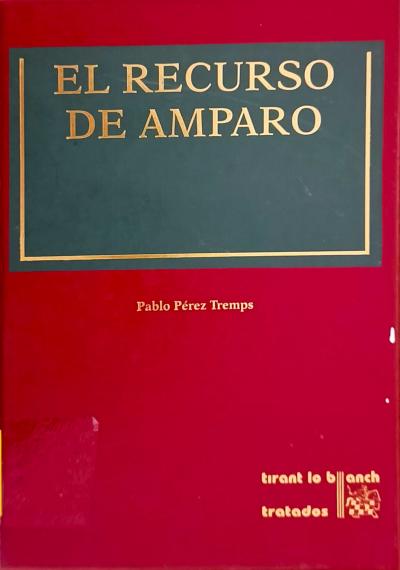 EL RECURSO
DE AMPARO
Pablo Pérez Tremps
tirant lo blanch
tratados